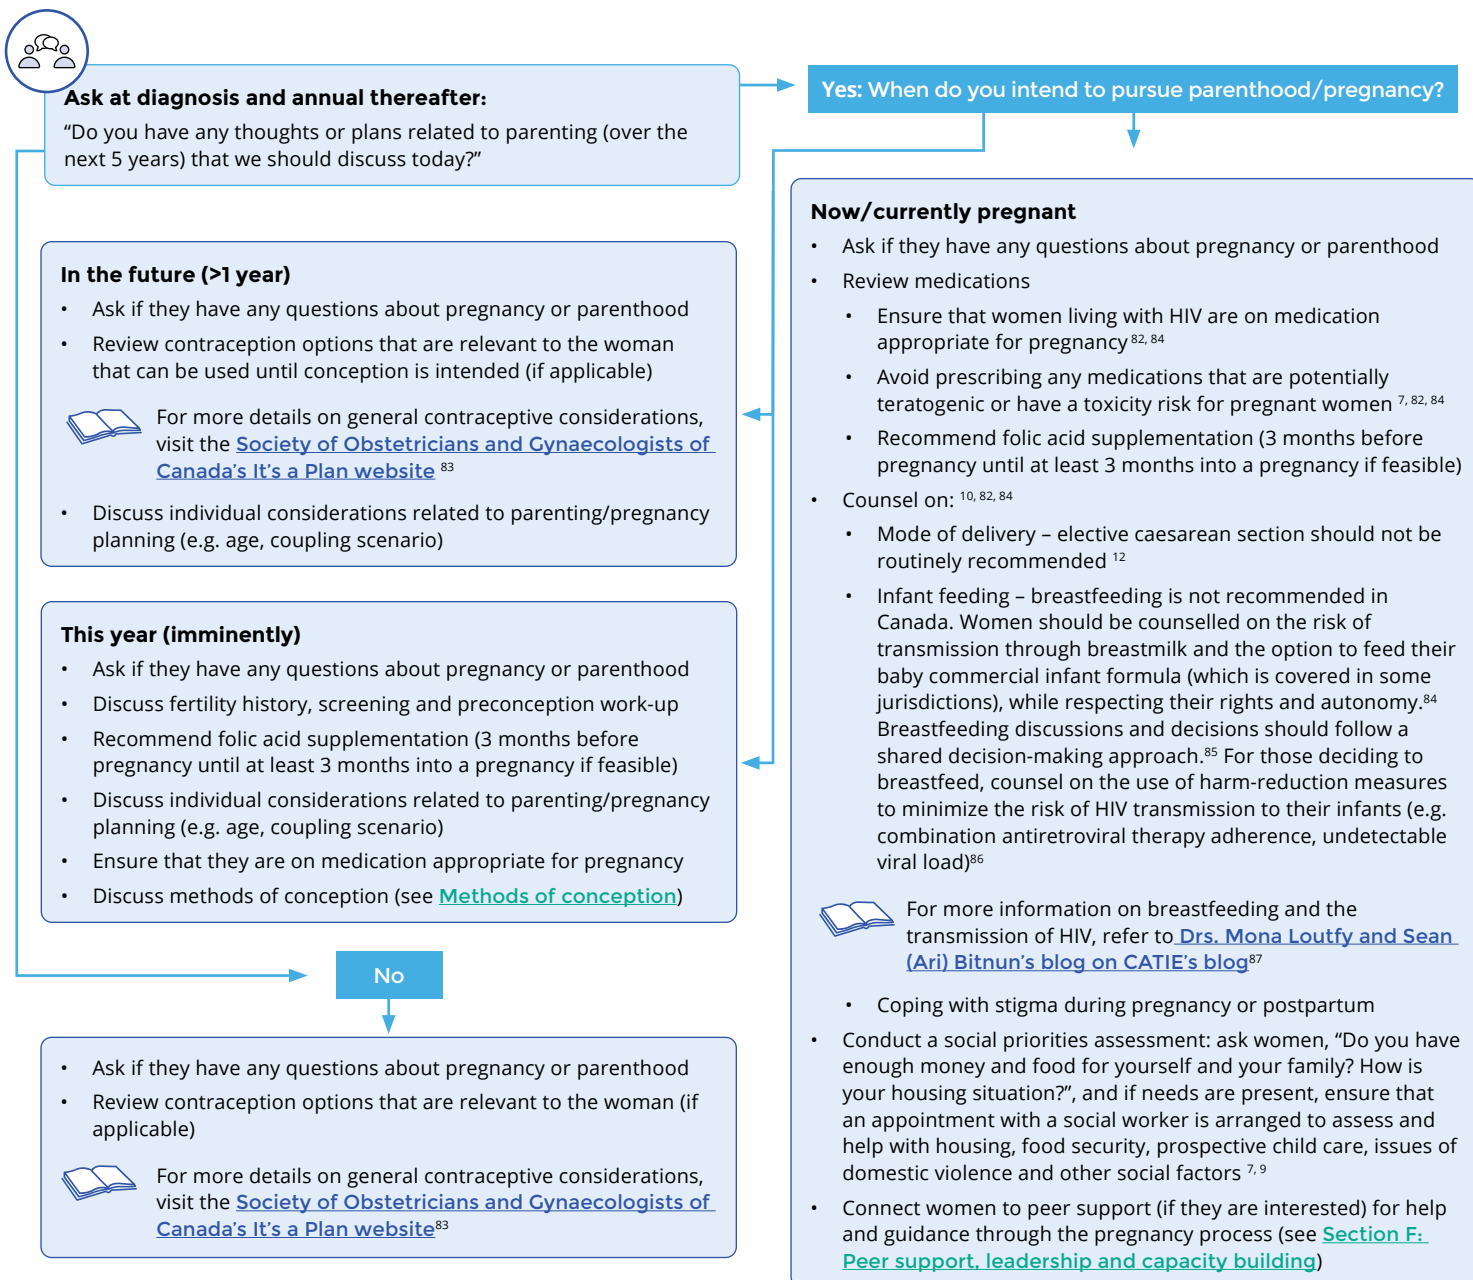 Ask at diagnosis and annual thereafter:
“Do you have any thoughts or plans related to parenting (over the
next 5 years) that we should discuss today?”
Yes: When do you intend to pursue parenthood/pregnancy?
In the future (>1 year)
• Ask if they have any questions about pregnancy or parenthood
• Review contraception options that are relevant to the woman
that can be used until conception is intended (if applicable)
For more details on general contraceptive considerations,
visit the Society of Obstetricians and Gynaecologists of
Canada’s It’s a Plan website 83
• Discuss individual considerations related to parenting/pregnancy
planning (e.g. age, coupling scenario)
This year (imminently)
• Ask if they have any questions about pregnancy or parenthood
• Discuss fertility history, screening and preconception work-up
• Recommend folic acid supplementation (3 months before
pregnancy until at least 3 months into a pregnancy if feasible)
• Discuss individual considerations related to parenting/pregnancy
planning (e.g. age, coupling scenario)
• Ensure that they are on medication appropriate for pregnancy
• Discuss methods of conception (see Methods of conception)
No
• Ask if they have any questions about pregnancy or parenthood
• Review contraception options that are relevant to the woman (if
applicable)
For more details on general contraceptive considerations,
visit the Society of Obstetricians and Gynaecologists of
Canada’s It’s a Plan website83
Now/currently pregnant
• Ask if they have any questions about pregnancy or parenthood
• Review medications
• Ensure that women living with HIV are on medication
appropriate for pregnancy 82, 84
• Avoid prescribing any medications that are potentially
teratogenic or have a toxicity risk for pregnant women 7, 82, 84
• Recommend folic acid supplementation (3 months before
pregnancy until at least 3 months into a pregnancy if feasible)
• Counsel on: 10, 82, 84
• Mode of delivery – elective caesarean section should not be
routinely recommended 12
• Infant feeding – breastfeeding is not recommended in
Canada. Women should be counselled on the risk of
transmission through breastmilk and the option to feed their
baby commercial infant formula (which is covered in some
jurisdictions), while respecting their rights and autonomy.84
Breastfeeding discussions and decisions should follow a
shared decision-making approach.85 For those deciding to
breastfeed, counsel on the use of harm-reduction measures
to minimize the risk of HIV transmission to their infants (e.g.
combination antiretroviral therapy adherence, undetectable
viral load)86
For more information on breastfeeding and the
transmission of HIV, refer to Drs. Mona Loutfy and Sean
(Ari) Bitnun’s blog on CATIE’s blog87
• Coping with stigma during pregnancy or postpartum
• Conduct a social priorities assessment: ask women, “Do you have
enough money and food for yourself and your family? How is
your housing situation?”, and if needs are present, ensure that
an appointment with a social worker is arranged to assess and
help with housing, food security, prospective child care, issues of
domestic violence and other social factors 7, 9
• Connect women to peer support (if they are interested) for help
and guidance through the pregnancy process (see Section F:
Peer support, leadership and capacity building)